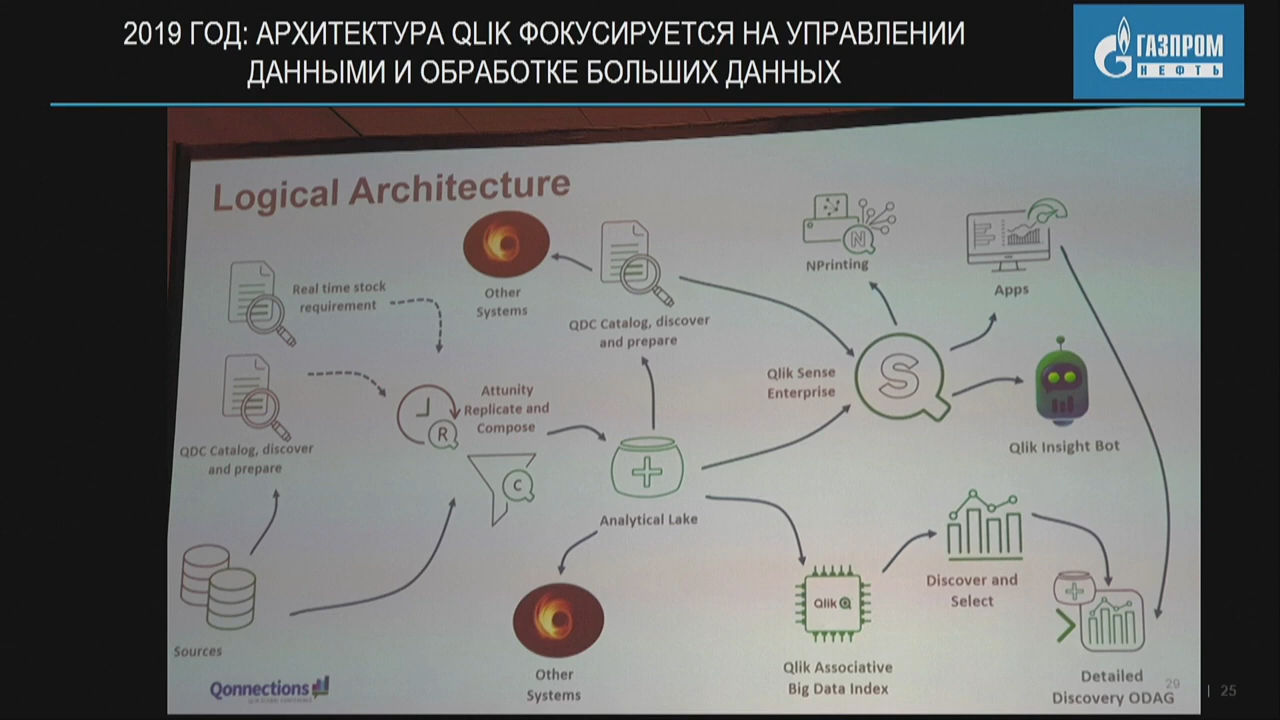 2019 ГОД: АРХИТЕКТУРА QLIK ФОКУСИРУЕТСЯ НА УПРАВЛЕНИИ
ДАННЫМИ И ОБРАБОТКЕ БОЛЬШИХ ДАННЫХ
ГАЗПРОМ
НЕФТЬ
Logical Architecture
Real time stock
requirement
Other
Systems
QDC Catalog, discover
and prepare
NPrinting
N
Apps
Qlik Sense
Enterprise
S
Attunity
Replicate and
Compose
R
C
QDC Catalog, discover
and prepare
Qlik Insight Bot
Analytical Lake
Sources
Other
Systems
Qlik
Qlik Associative
Big Data Index
Discover and
Select
Detailed
Discovery ODAG
Qonnections
29
| 25